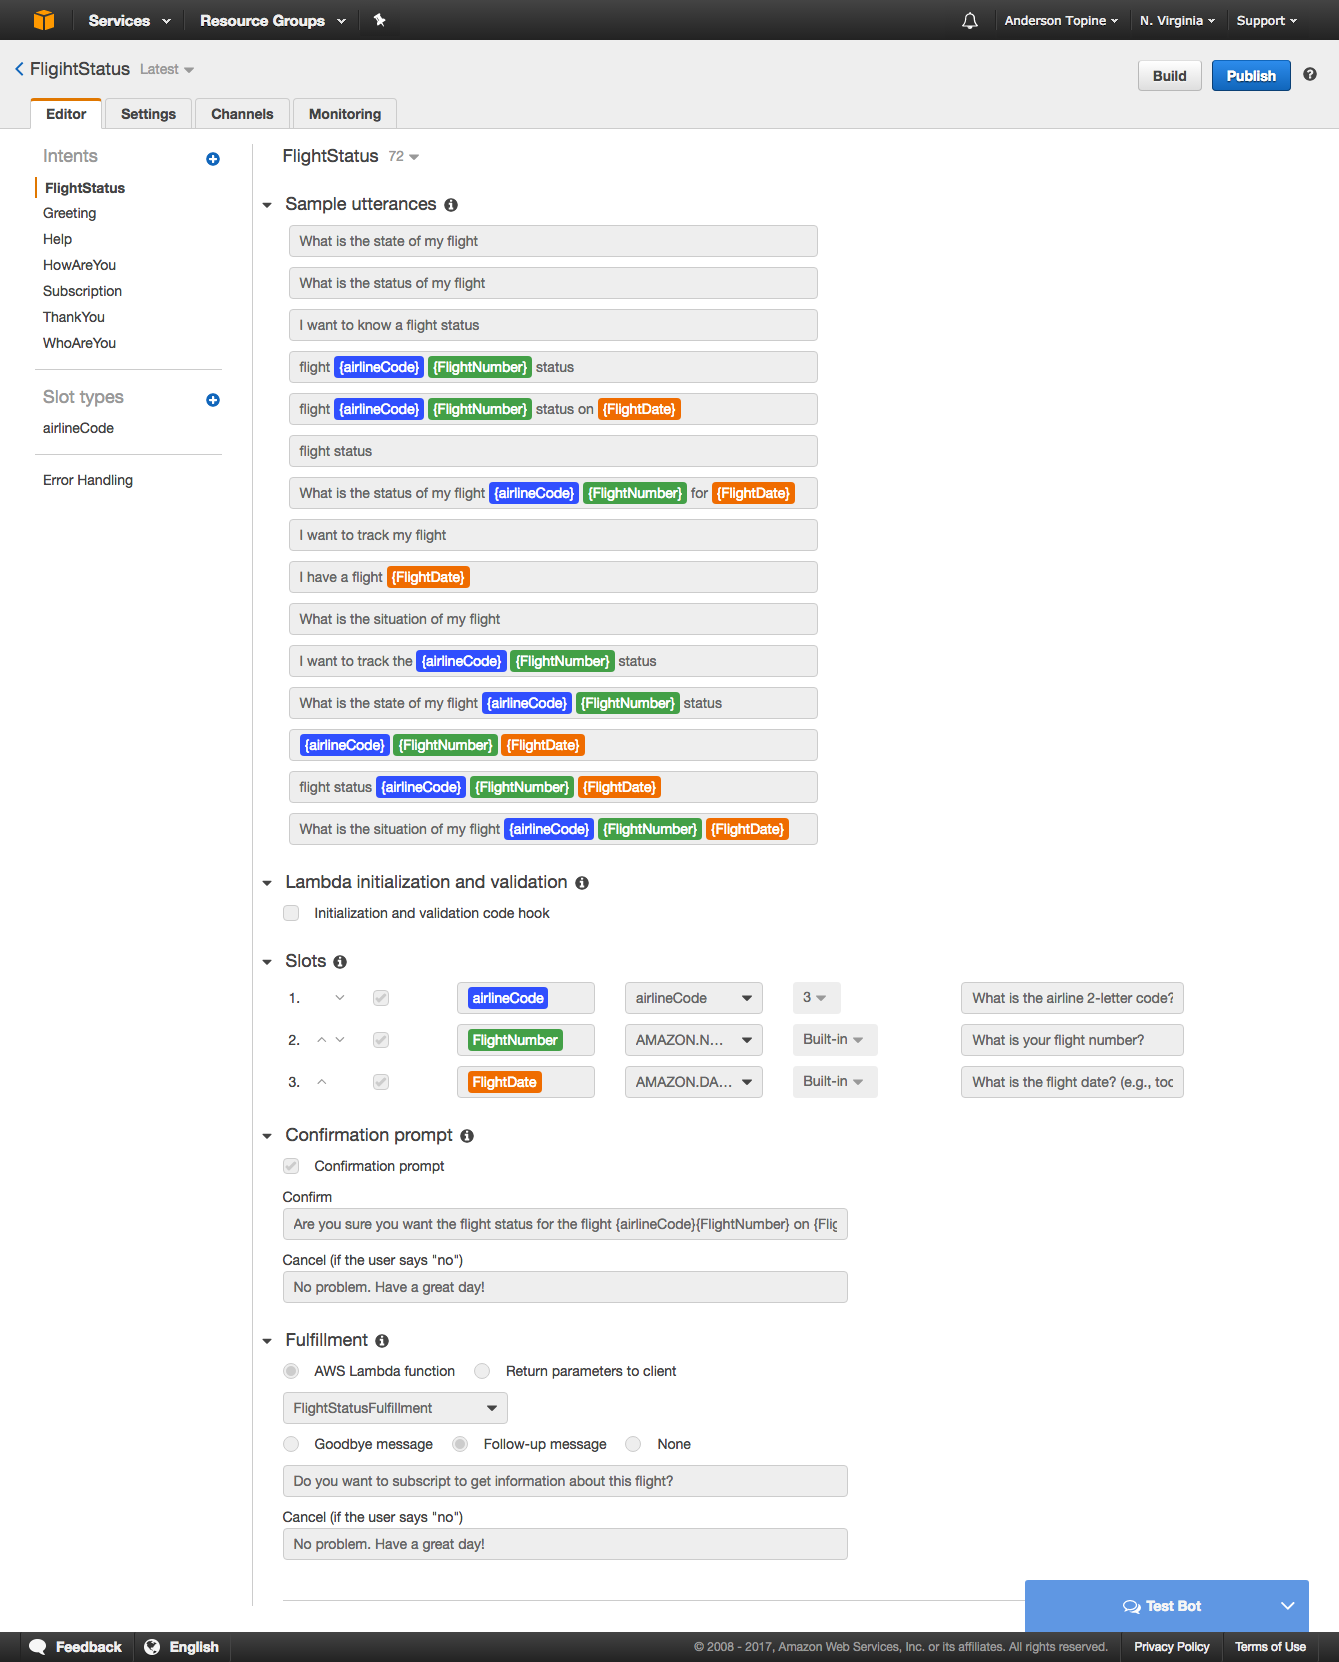 Services Resource Groups Anderson Topine N. Virginia Support
FligihtStatus Latest
Build Publish ?
Editor Settings Channels Monitoring
Intents
FlightStatus
Greeting
Help
HowAreYou
Subscription
ThankYou
WhoAreYou
Slot types
airlineCode
Error Handling
FlightStatus 72
Sample utterances
What is the state of my flight
What is the status of my flight
I want to know a flight status
flight {airlineCode} {FlightNumber} status
flight {airlineCode} {FlightNumber} status on {FlightDate}
flight status
What is the status of my flight {airlineCode} {FlightNumber} for {FlightDate}
I want to track my flight
I have a flight {FlightDate}
What is the situation of my flight
I want to track the {airlineCode} {FlightNumber} status
What is the state of my flight {airlineCode} {FlightNumber} status
{airlineCode} {FlightNumber} {FlightDate}
flight status {airlineCode} {FlightNumber} {FlightDate}
What is the situation of my flight {airlineCode} {FlightNumber} {FlightDate}
Lambda initialization and validation
Initialization and validation code hook
Slots
1. airlineCode airlineCode 3 What is the airline 2-letter code?
2. FlightNumber AMAZON.N... Built-in What is your flight number?
3. FlightDate AMAZON.DA... Built-in What is the flight date? (e.g., toc
Confirmation prompt
Confirmation prompt
Confirm
Are you sure you want the flight status for the flight {airlineCode}{FlightNumber} on {Flig
Cancel (if the user says "no")
No problem. Have a great day!
Fulfillment
AWS Lambda function Return parameters to client
FlightStatusFulfillment
Goodbye message Follow-up message None
Do you want to subscript to get information about this flight?
Cancel (if the user says "no")
No problem. Have a great day!
Test Bot
Feedback English © 2008 - 2017, Amazon Web Services, Inc. or its affiliates. All rights reserved. Privacy Policy Terms of Use